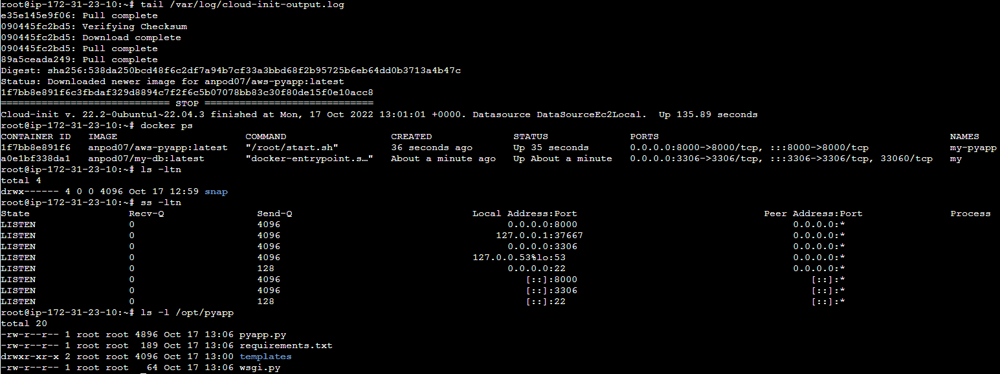 root@ip-172-31-23-10:~# tail /var/log/cloud-init-output.log
e35e145e9f06: Pull complete
090445fc2bd5: Verifying Checksum
090445fc2bd5: Download complete
090445fc2bd5: Pull complete
89a5ceada249: Pull complete
Digest: sha256:538da250bcd48f6c2df7a94b7cf33a3bbd68f2b95725b6eb64dd0b3713a4b47c
Status: Downloaded newer image for anpod07/aws-pyapp:latest
1f7bb8e891f6c3fbdaf329d8894c7f2f6c5b07078bb83c30f80de15f0e10acc8
============================= STOP =============================
Cloud-init v. 22.2-0ubuntu1~22.04.3 finished at Mon, 17 Oct 2022 13:01:01 +0000. Datasource DataSourceEc2Local.  Up 135.89 seconds
root@ip-172-31-23-10:~# docker ps
CONTAINER ID   IMAGE                      COMMAND                  CREATED              STATUS              PORTS                                                  NAMES
1f7bb8e891f6   anpod07/aws-pyapp:latest   "/root/start.sh"         36 seconds ago       Up 35 seconds       0.0.0.0:8000->8000/tcp, :::8000->8000/tcp              my-pyapp
a0e1bf338da1   anpod07/my-db:latest       "docker-entrypoint.s…"   About a minute ago   Up About a minute   0.0.0.0:3306->3306/tcp, :::3306->3306/tcp, 33060/tcp   my
root@ip-172-31-23-10:~# ls -ltn
total 4
drwx------ 4 0 0 4096 Oct 17 12:59 snap
root@ip-172-31-23-10:~# ss -ltn
State                 Recv-Q                Send-Q                               Local Address:Port                                Peer Address:Port               Process
LISTEN                0                     4096                                       0.0.0.0:8000                                     0.0.0.0:*
LISTEN                0                     4096                                     127.0.0.1:37667                                    0.0.0.0:*
LISTEN                0                     4096                                       0.0.0.0:3306                                     0.0.0.0:*
LISTEN                0                     4096                                 127.0.0.53%lo:53                                       0.0.0.0:*
LISTEN                0                     128                                        0.0.0.0:22                                       0.0.0.0:*
LISTEN                0                     4096                                          [::]:8000                                        [::]:*
LISTEN                0                     4096                                          [::]:3306                                        [::]:*
LISTEN                0                     128                                           [::]:22                                          [::]:*
root@ip-172-31-23-10:~# ls -l /opt/pyapp
total 20
-rw-r--r-- 1 root root 4896 Oct 17 13:06 pyapp.py
-rw-r--r-- 1 root root  189 Oct 17 13:06 requirements.txt
drwxr-xr-x 2 root root 4096 Oct 17 13:00 templates
-rw-r--r-- 1 root root   64 Oct 17 13:06 wsgi.py